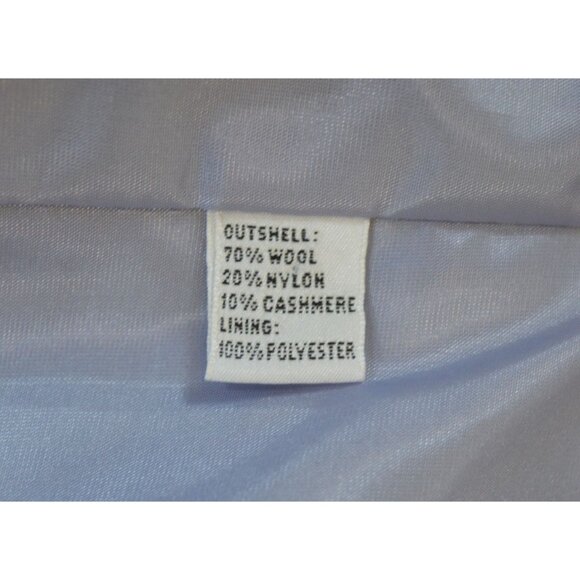 OUTSHELL:
70% WOOL
20% NYLON
10% CASHMERE
LINING:
100% POLYESTER